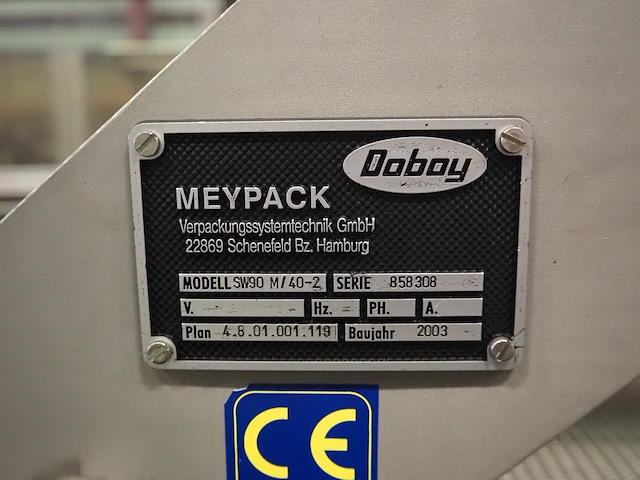 Doboy
MEYPACK
Verpackungssystemtechnik GmbH
22869 Schenefeld Bz. Hamburg
MODELL SW90 M/40-2 SERIE 858308
V. Hz. PH. A.
Plan 4.8.01.001.119 Baujahr 2003
CE